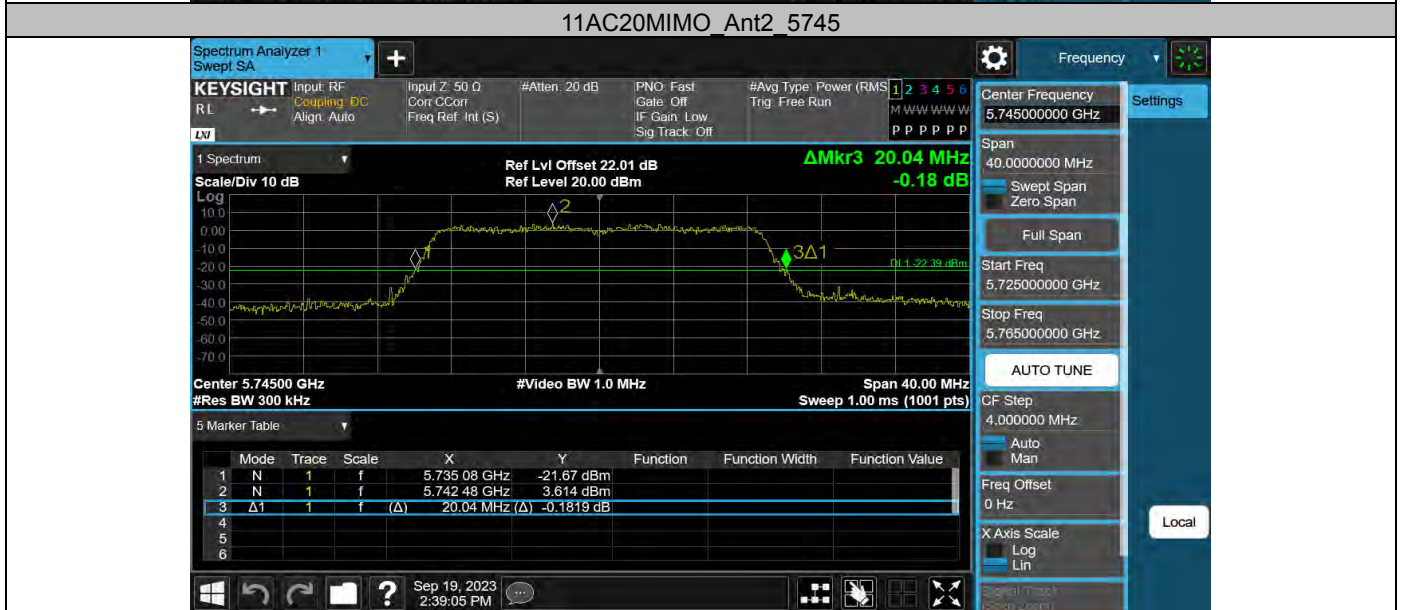 11AC20MIMO_Ant2_5745
Spectrum Analyzer 1
Swept SA
+
Frequency
KEYSIGHT Input: RF Input Z: 50 Ω #Atten: 20 dB PNO: Fast #Avg Type: Power (RMS 1 2 3 4 5 6
RL Coupling: DC Corr CCorr Gate: Off Trig: Free Run M W W W W W
Align: Auto Freq Ref: Int (S) IF Gain: Low
LXI Sig Track: Off P P P P P P
1 Spectrum
Ref Lvl Offset 22.01 dB
ΔMkr3 20.04 MHz
Scale/Div 10 dB Ref Level 20.00 dBm -0.18 dB
Log
10.0
0.00
-10.0
-20.0
-30.0
-40.0
-50.0
-60.0
-70.0
1
2
3Δ1
DL1 -22.39 dBm
Center 5.74500 GHz #Video BW 1.0 MHz Span 40.00 MHz
#Res BW 300 kHz Sweep 1.00 ms (1001 pts)
5 Marker Table
Mode Trace Scale X Y Function Function Width Function Value
1 N 1 f 5.735 08 GHz -21.67 dBm
2 N 1 f 5.742 48 GHz 3.614 dBm
3 Δ1 1 f (Δ) 20.04 MHz (Δ) -0.1819 dB
4
5
6
Center Frequency
5.745000000 GHz
Span
40.0000000 MHz
Swept Span
Zero Span
Full Span
Start Freq
5.725000000 GHz
Stop Freq
5.765000000 GHz
AUTO TUNE
CF Step
4.000000 MHz
Auto
Man
Freq Offset
0 Hz
X Axis Scale
Log
Lin
Signal Track
Settings
Local
?
Sep 19, 2023
2:39:05 PM